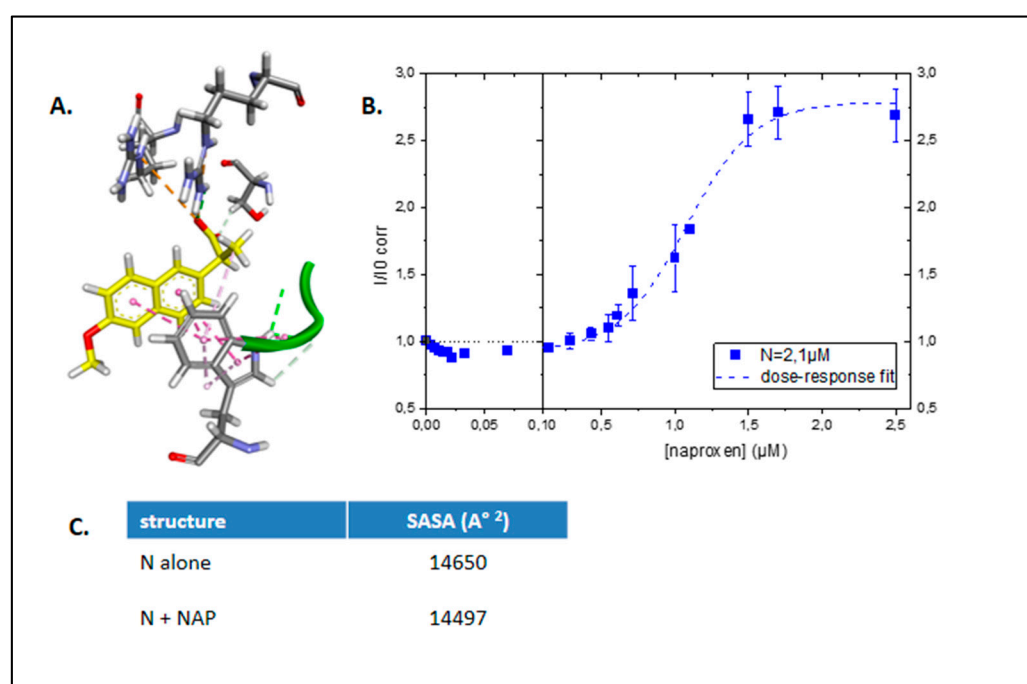 A.
B.
3,0
2,5
2,0
1,5
1,0
0,5
I/I0 corr
3,0
2,5
2,0
1,5
1,0
0,5
N=2,1µM
dose-response fit
0,00 0,05 0,10 0,5 1,0 1,5 2,0 2,5
[naproxen] (µM)
C.
structure SASA (A° ²)
N alone 14650
N + NAP 14497